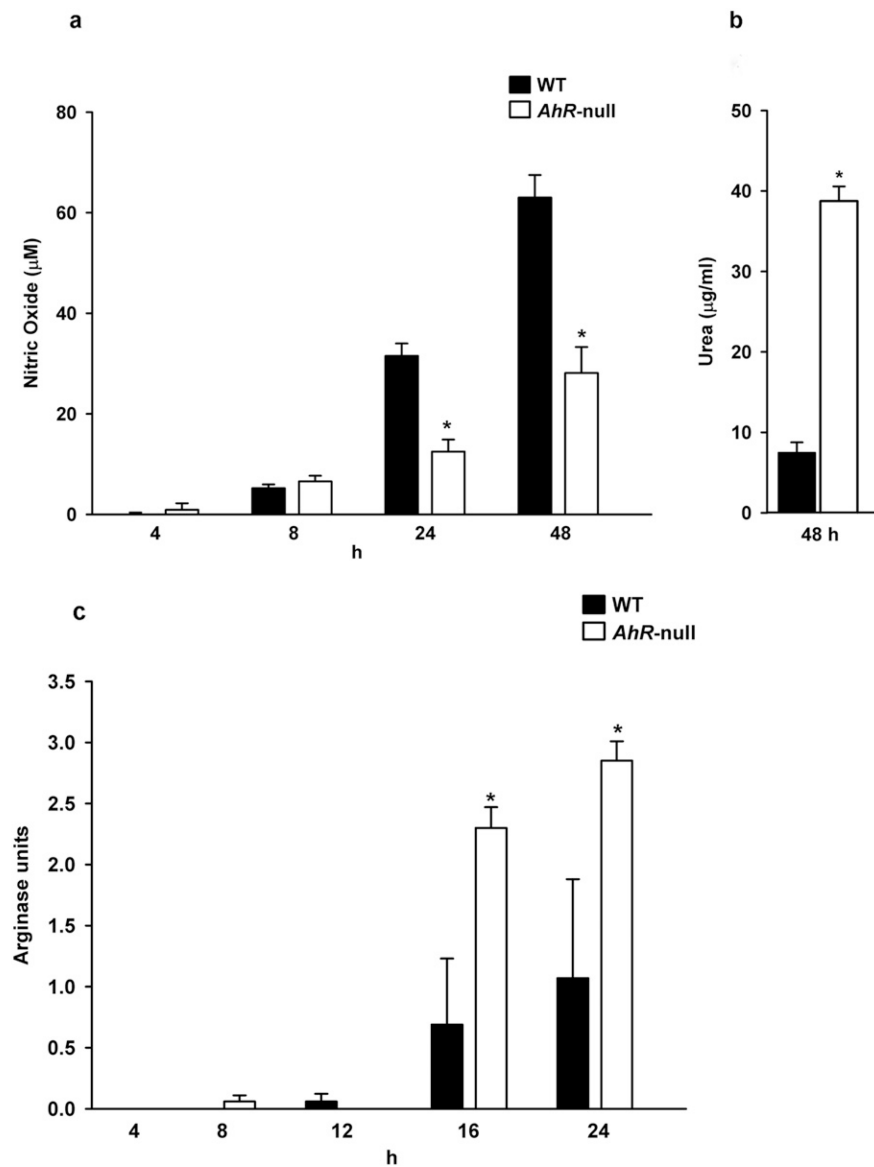 a
WT
AhR-null
Nitric Oxide (μM)
80
60
40
20
0
*
*
4 8 24 48
h
b
Urea (μg/ml)
50
40
30
20
10
0
*
48 h
c
WT
AhR-null
Arginase units
3.5
3.0
2.5
2.0
1.5
1.0
0.5
0.0
*
*
4 8 12 16 24
h